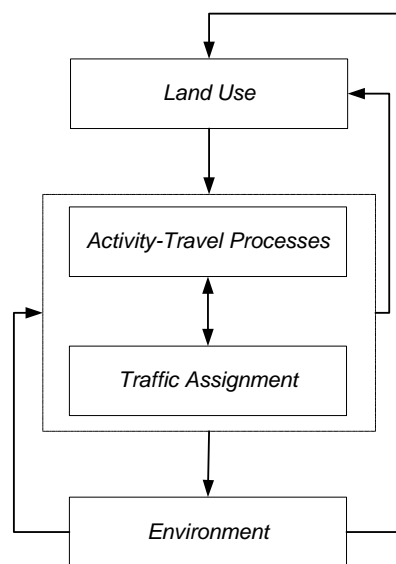 Land Use
Activity-Travel Processes
Traffic Assignment
Environment